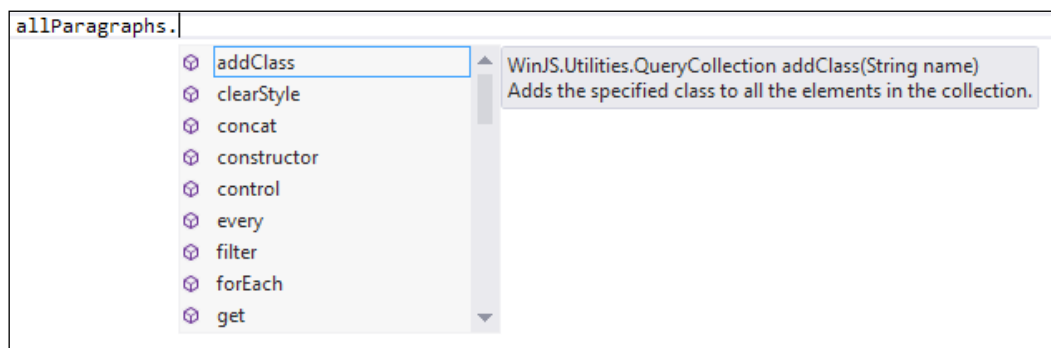 allParagraphs.
addClass
clearStyle
concat
constructor
control
every
filter
forEach
get
WinJS.Utilities.QueryCollection addClass(String name)
Adds the specified class to all the elements in the collection.